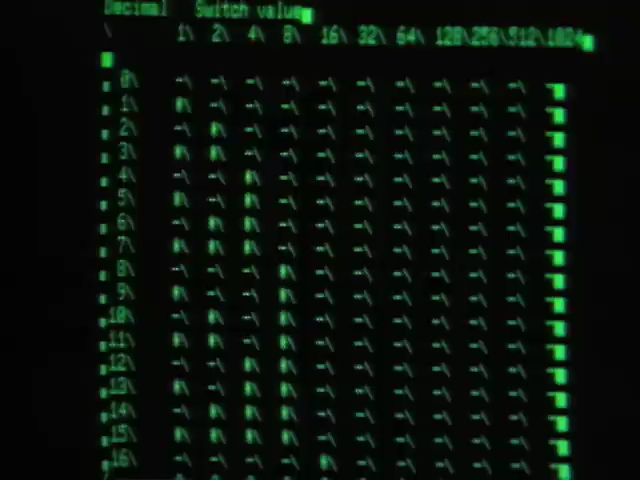 Decimal Switch value
\ 1\ 2\ 4\ 8\ 16\ 32\ 64\ 128\256\512\1024
0\ -\ -\ -\ -\ -\ -\ -\ -\ -\ -\ -
1\ 0\ -\ -\ -\ -\ -\ -\ -\ -\ -\ -
2\ -\ 0\ -\ -\ -\ -\ -\ -\ -\ -\ -
3\ 0\ 0\ -\ -\ -\ -\ -\ -\ -\ -\ -
4\ -\ -\ 0\ -\ -\ -\ -\ -\ -\ -\ -
5\ 0\ -\ 0\ -\ -\ -\ -\ -\ -\ -\ -
6\ -\ 0\ 0\ -\ -\ -\ -\ -\ -\ -\ -
7\ 0\ 0\ 0\ -\ -\ -\ -\ -\ -\ -\ -
8\ -\ -\ -\ 0\ -\ -\ -\ -\ -\ -\ -
9\ 0\ -\ -\ 0\ -\ -\ -\ -\ -\ -\ -
10\ -\ 0\ -\ 0\ -\ -\ -\ -\ -\ -\ -
11\ 0\ 0\ -\ 0\ -\ -\ -\ -\ -\ -\ -
12\ -\ -\ 0\ 0\ -\ -\ -\ -\ -\ -\ -
13\ 0\ -\ 0\ 0\ -\ -\ -\ -\ -\ -\ -
14\ -\ 0\ 0\ 0\ -\ -\ -\ -\ -\ -\ -
15\ 0\ 0\ 0\ 0\ -\ -\ -\ -\ -\ -\ -
16\ -\ -\ -\ -\ 0\ -\ -\ -\ -\ -\ -